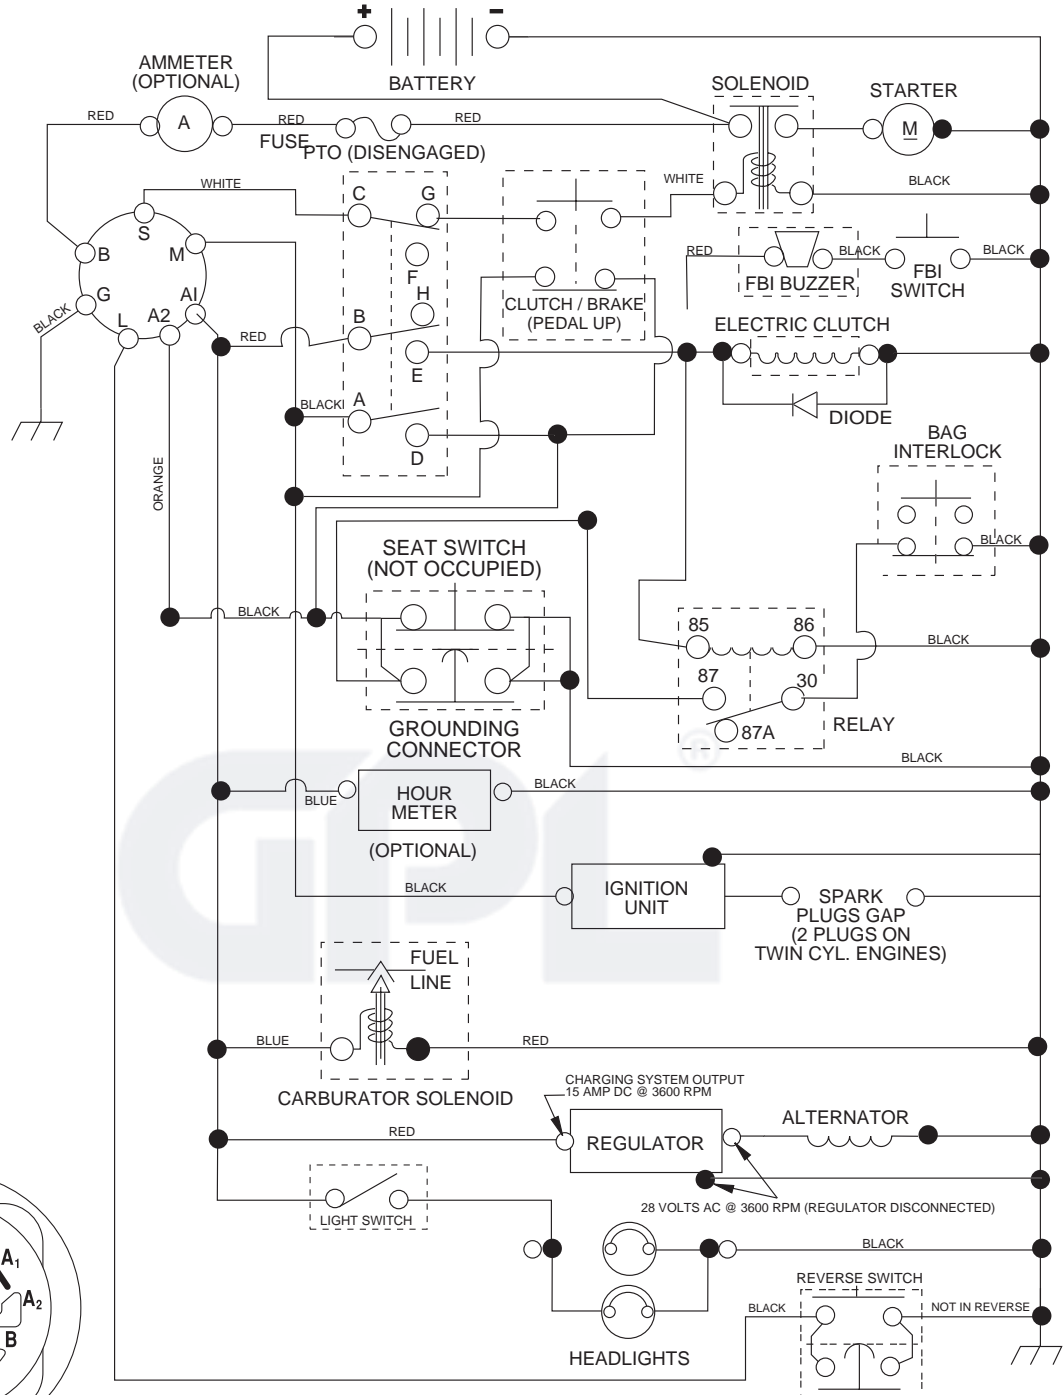 + -
BATTERY
AMMETER
(OPTIONAL)
SOLENOID
STARTER
RED
A
RED
FUSE
RED
M
PTO (DISENGAGED)
WHITE
C
G
WHITE
BLACK
S
B
M
F
RED
BLACK
BLACK
FBI BUZZER
FBI
SWITCH
G
AI
H
CLUTCH / BRAKE
(PEDAL UP)
BLACK
L
A2
B
RED
ELECTRIC CLUTCH
E
A
BLACK
DIODE
D
BAG
INTERLOCK
ORANGE
BLACK
SEAT SWITCH
(NOT OCCUPIED)
BLACK
85
86
BLACK
87
30
87A
RELAY
GROUNDING
CONNECTOR
BLACK
GPL ®
BLUE
HOUR
METER
BLACK
(OPTIONAL)
BLACK
IGNITION
UNIT
SPARK
PLUGS GAP
(2 PLUGS ON
TWIN CYL. ENGINES)
FUEL
LINE
BLUE
RED
CARBURATOR SOLENOID
CHARGING SYSTEM OUTPUT
15 AMP DC @ 3600 RPM
RED
REGULATOR
ALTERNATOR
LIGHT SWITCH
28 VOLTS AC @ 3600 RPM (REGULATOR DISCONNECTED)
BLACK
A1
A2
B
REVERSE SWITCH
BLACK
NOT IN REVERSE
HEADLIGHTS